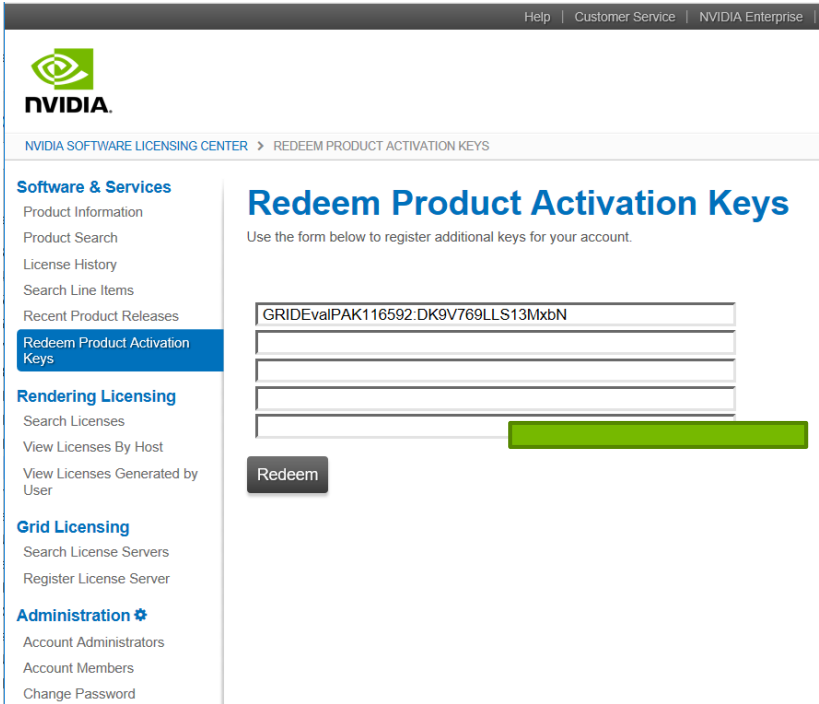 Help | Customer Service | NVIDIA Enterprise |
NVIDIA.
NVIDIA SOFTWARE LICENSING CENTER > REDEEM PRODUCT ACTIVATION KEYS
Software & Services
Product Information
Product Search
License History
Search Line Items
Recent Product Releases
Redeem Product Activation
Keys
Rendering Licensing
Search Licenses
View Licenses By Host
View Licenses Generated by
User
Grid Licensing
Search License Servers
Register License Server
Administration
Account Administrators
Account Members
Change Password
Redeem Product Activation Keys
Use the form below to register additional keys for your account.
GRIDEvalPAK116592:DK9V769LLS13MxbN
Redeem